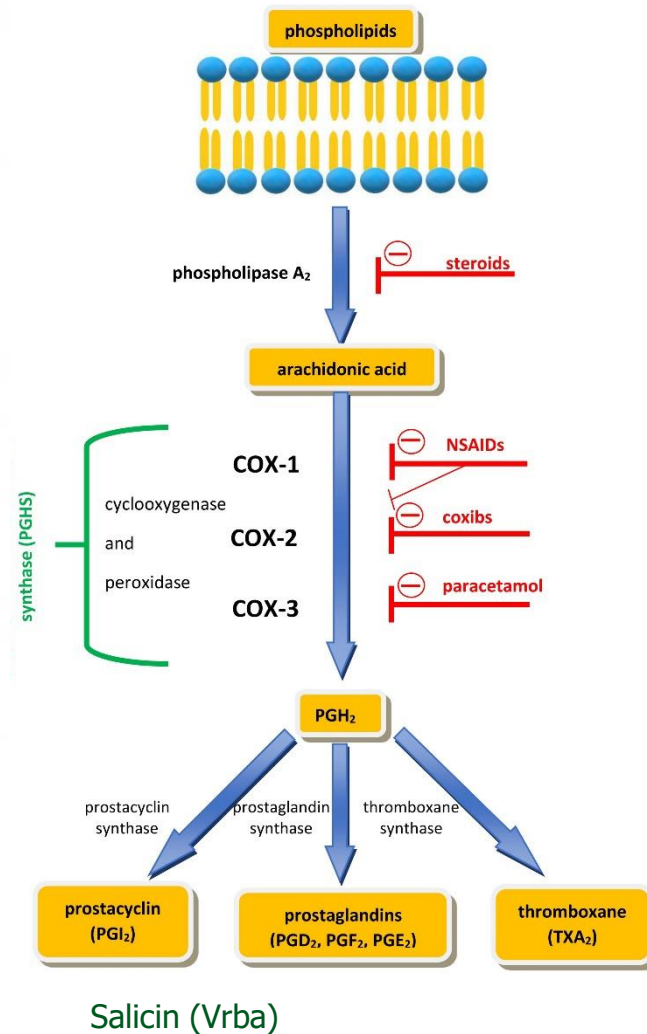 phospholipids
phospholipase A₂
⊖
steroids
arachidonic acid
synthase (PGHS)
cyclooxygenase
and
peroxidase
COX-1
COX-2
COX-3
⊖
NSAIDs
⊖
coxibs
⊖
paracetamol
PGH₂
prostacyclin
synthase
prostaglandin
synthase
thromboxane
synthase
prostacyclin
(PGI₂)
prostaglandins
(PGD₂, PGF₂, PGE₂)
thromboxane
(TXA₂)
Salicin (Vrba)